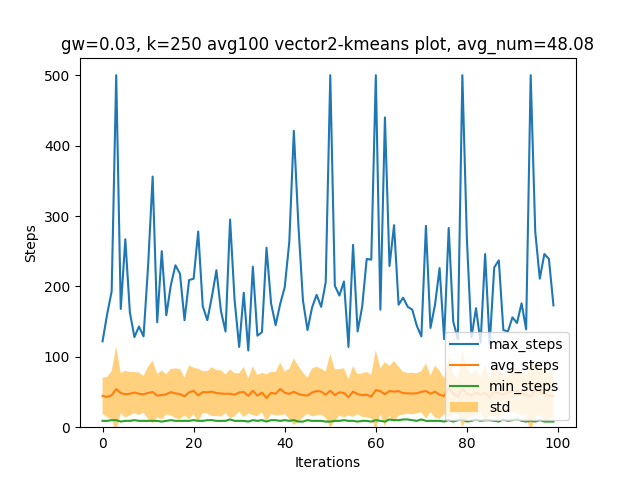 gw=0.03, k=250 avg100 vector2-kmeans plot, avg_num=48.08
500
400
300
200
100
0
Steps
max_steps
avg_steps
min_steps
std
0
20
40
60
80
100
Iterations